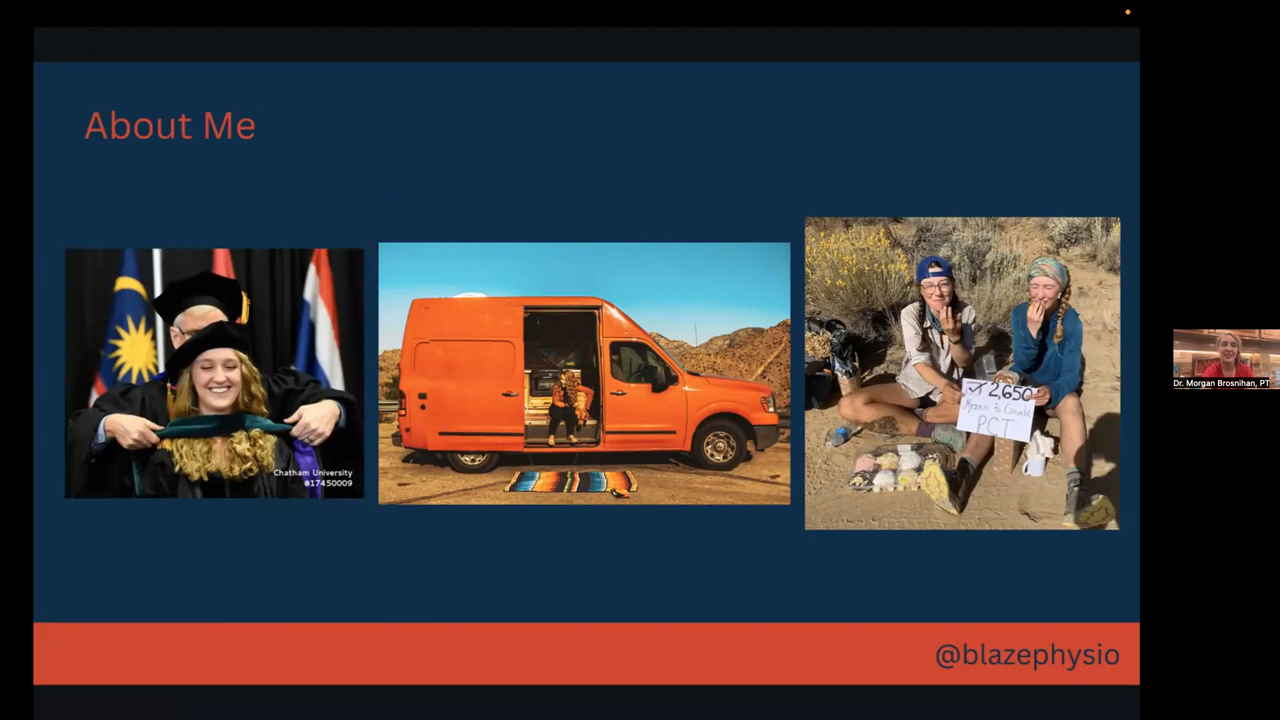 About Me
Chatham University
#17450009
✓ 2,650
Mexico to Canada
PCT
Dr. Morgan Brosnihan, PT
@blazephysio